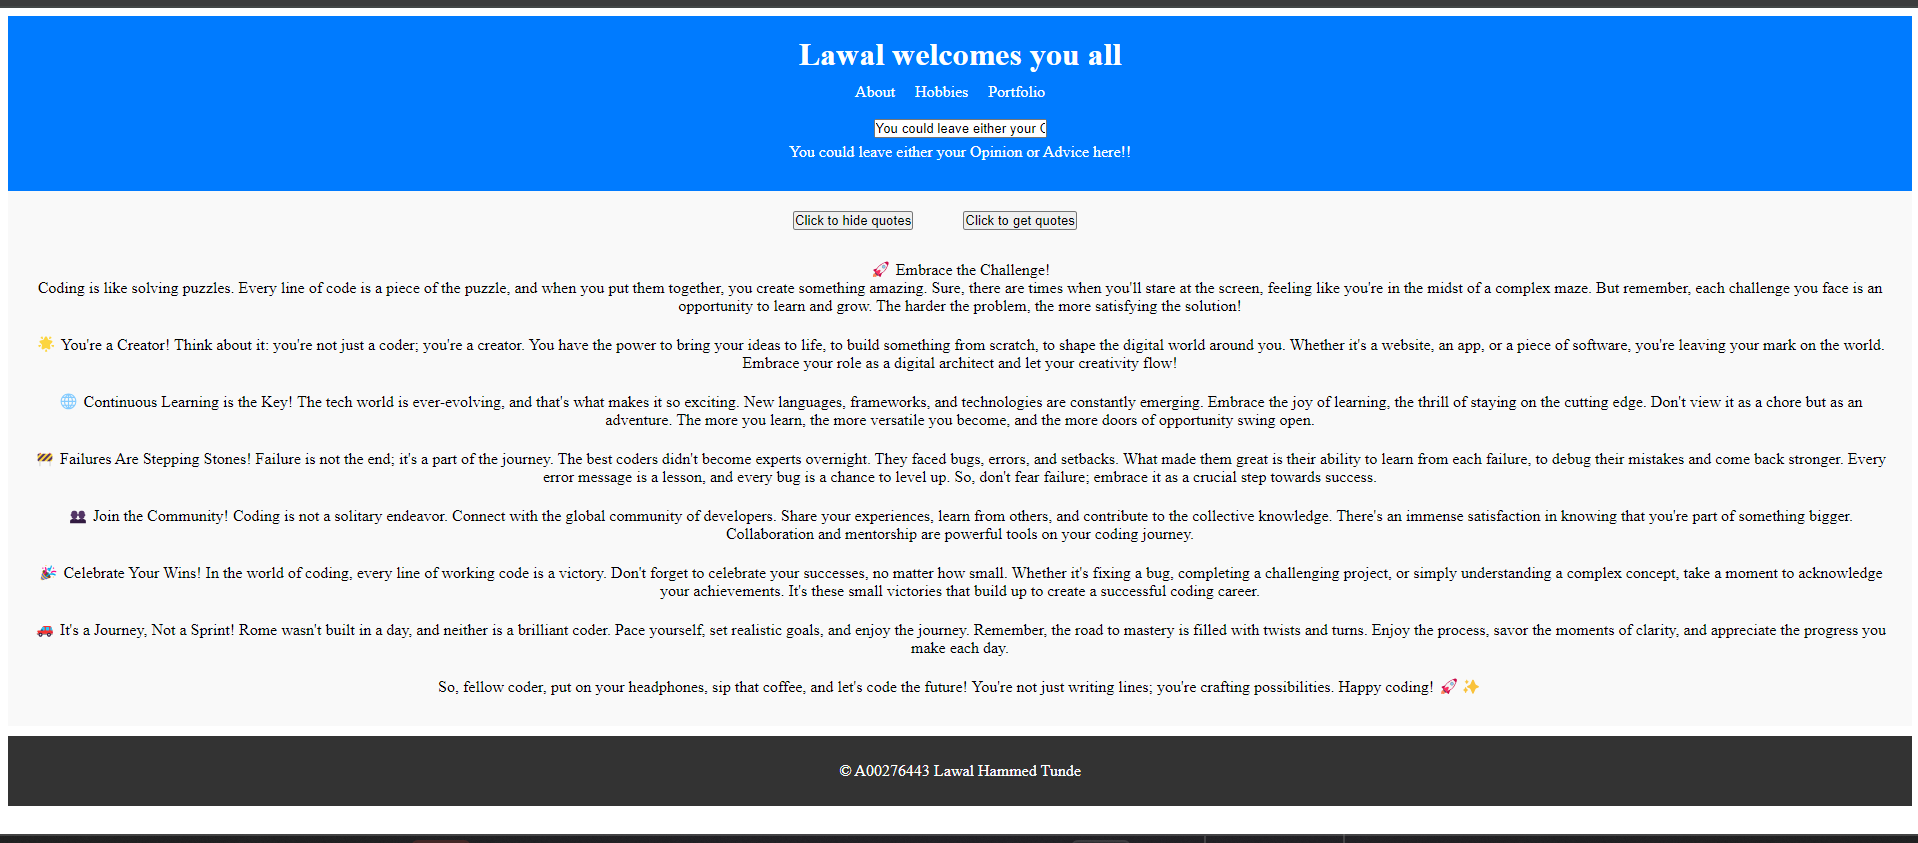 Lawal welcomes you all
About Hobbies Portfolio
You could leave either your
You could leave either your Opinion or Advice here!!
Click to hide quotes Click to get quotes
🚀 Embrace the Challenge!
Coding is like solving puzzles. Every line of code is a piece of the puzzle, and when you put them together, you create something amazing. Sure, there are times when you'll stare at the screen, feeling like you're in the midst of a complex maze. But remember, each challenge you face is an
opportunity to learn and grow. The harder the problem, the more satisfying the solution!
🌟 You're a Creator! Think about it: you're not just a coder; you're a creator. You have the power to bring your ideas to life, to build something from scratch, to shape the digital world around you. Whether it's a website, an app, or a piece of software, you're leaving your mark on the world.
Embrace your role as a digital architect and let your creativity flow!
🌐 Continuous Learning is the Key! The tech world is ever-evolving, and that's what makes it so exciting. New languages, frameworks, and technologies are constantly emerging. Embrace the joy of learning, the thrill of staying on the cutting edge. Don't view it as a chore but as an
adventure. The more you learn, the more versatile you become, and the more doors of opportunity swing open.
🚧 Failures Are Stepping Stones! Failure is not the end; it's a part of the journey. The best coders didn't become experts overnight. They faced bugs, errors, and setbacks. What made them great is their ability to learn from each failure, to debug their mistakes and come back stronger. Every
error message is a lesson, and every bug is a chance to level up. So, don't fear failure; embrace it as a crucial step towards success.
👥 Join the Community! Coding is not a solitary endeavor. Connect with the global community of developers. Share your experiences, learn from others, and contribute to the collective knowledge. There's an immense satisfaction in knowing that you're part of something bigger.
Collaboration and mentorship are powerful tools on your coding journey.
🎉 Celebrate Your Wins! In the world of coding, every line of working code is a victory. Don't forget to celebrate your successes, no matter how small. Whether it's fixing a bug, completing a challenging project, or simply understanding a complex concept, take a moment to acknowledge
your achievements. It's these small victories that build up to create a successful coding career.
🚗 It's a Journey, Not a Sprint! Rome wasn't built in a day, and neither is a brilliant coder. Pace yourself, set realistic goals, and enjoy the journey. Remember, the road to mastery is filled with twists and turns. Enjoy the process, savor the moments of clarity, and appreciate the progress you
make each day.
So, fellow coder, put on your headphones, sip that coffee, and let's code the future! You're not just writing lines; you're crafting possibilities. Happy coding! 🚀✨
© A00276443 Lawal Hammed Tunde